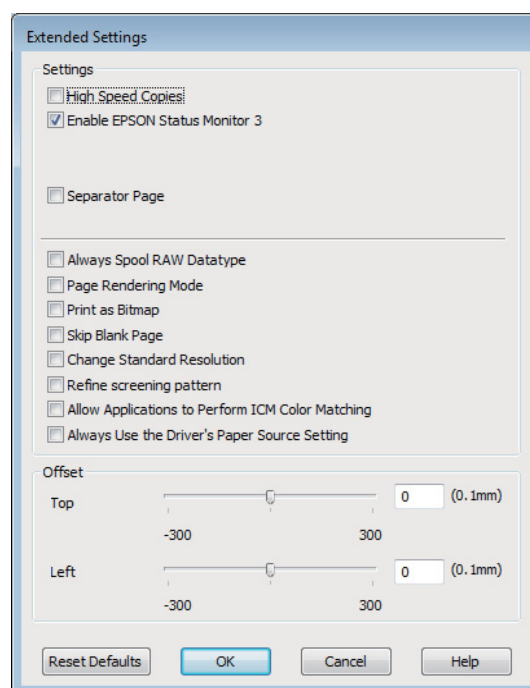 Extended Settings
Settings
High Speed Copies
Enable EPSON Status Monitor 3
Separator Page
Always Spool RAW Datatype
Page Rendering Mode
Print as Bitmap
Skip Blank Page
Change Standard Resolution
Refine screening pattern
Allow Applications to Perform ICM Color Matching
Always Use the Driver's Paper Source Setting
Offset
Top 0 (0.1mm)
-300 300
Left 0 (0.1mm)
-300 300
Reset Defaults OK Cancel Help